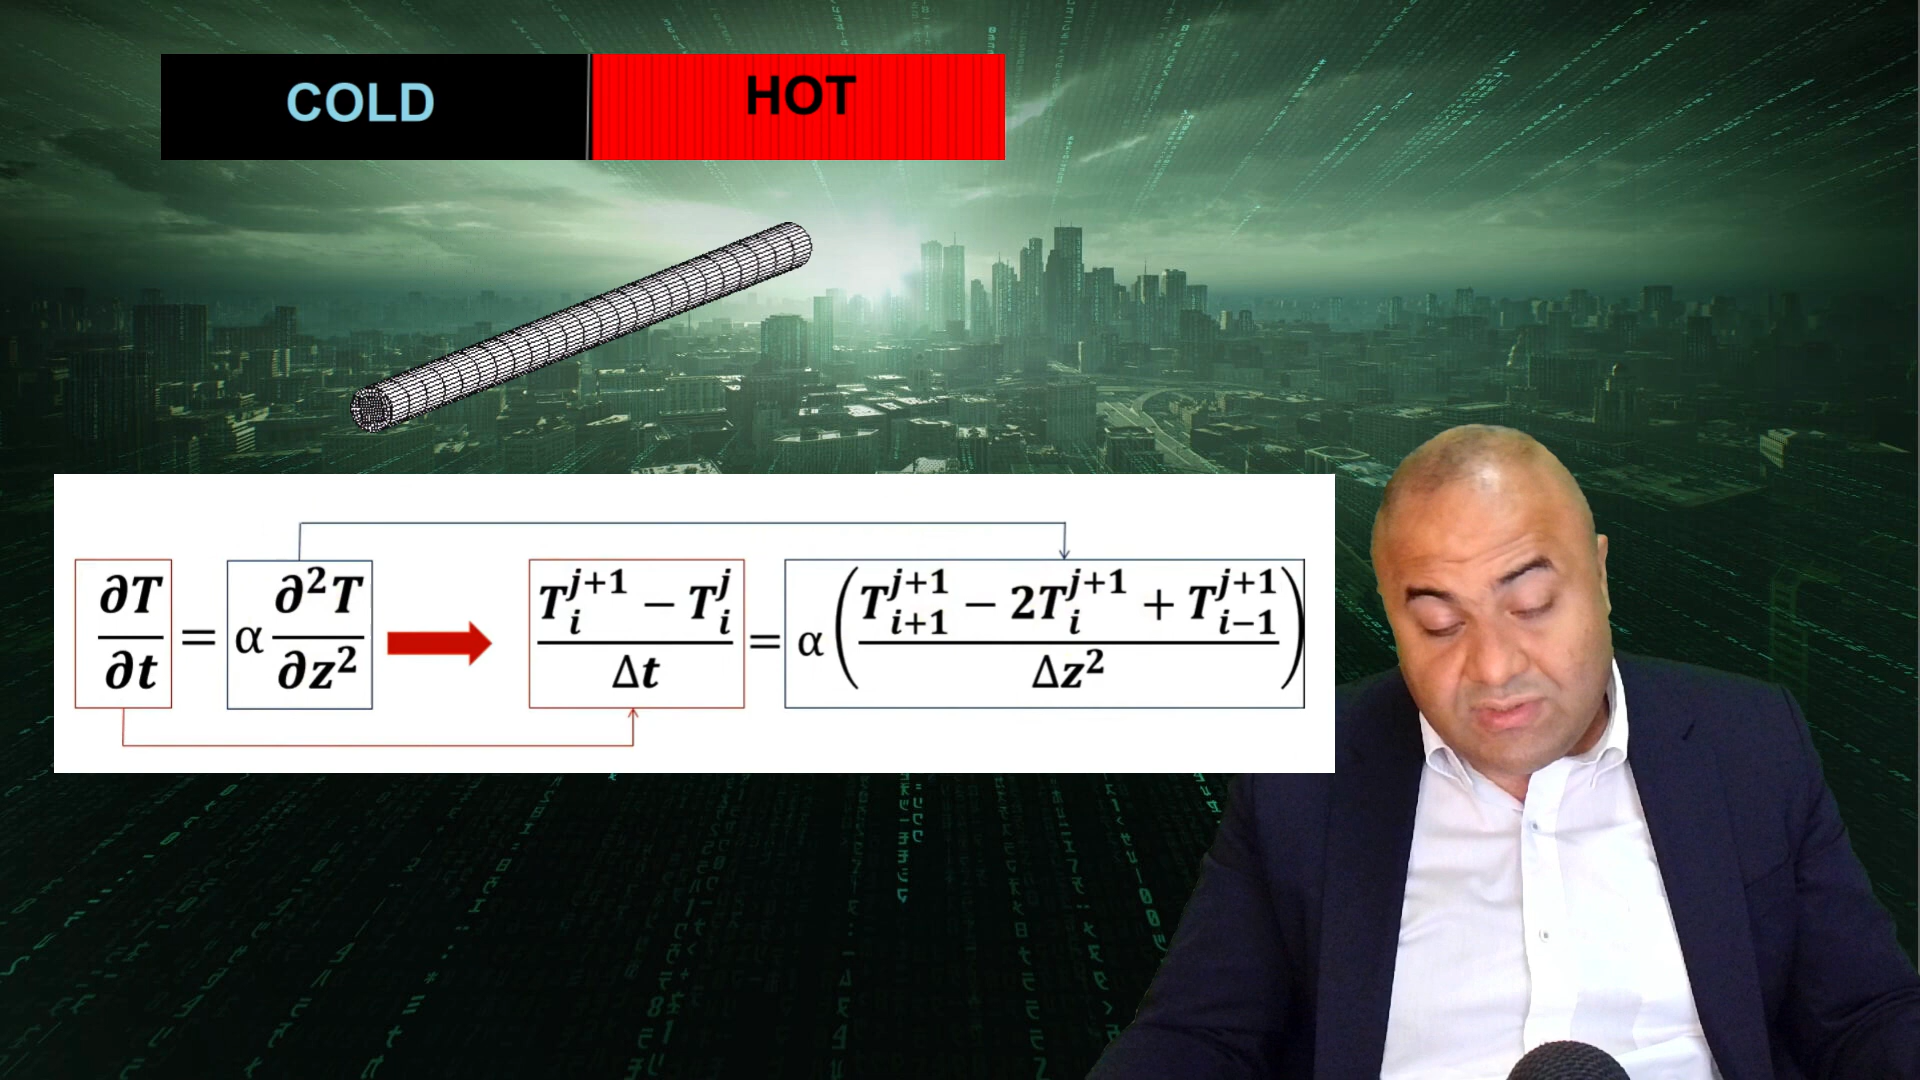 COLD
HOT
∂T/∂t = α ∂²T/∂z² (T_i^{j+1} − T_i^j)/Δt = α((T_{i+1}^{j+1} − 2T_i^{j+1} + T_{i−1}^{j+1})/Δz²)